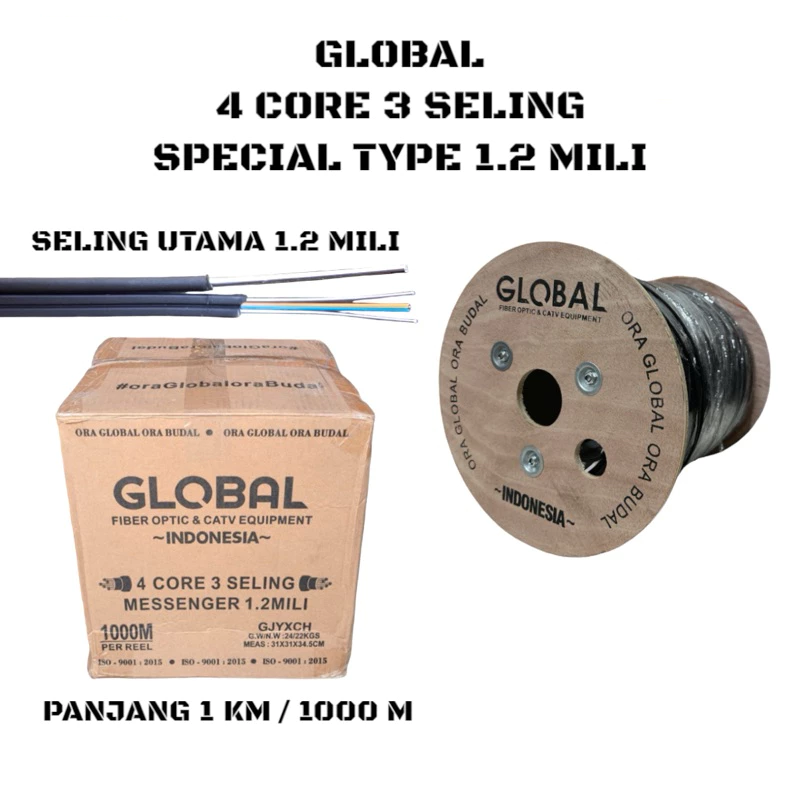 GLOBAL
4 CORE 3 SELING
SPECIAL TYPE 1.2 MILI
SELING UTAMA 1.2 MILI
#oraGlobaloraBudal
ORA GLOBAL ORA BUDAL ● ORA GLOBAL ORA BUDAL
GLOBAL
FIBER OPTIC & CATV EQUIPMENT
~INDONESIA~
4 CORE 3 SELING
MESSENGER 1.2MILI
1000M
PER REEL
GJYXCH
G.W/N.W :24/22KGS
MEAS : 31X31X34.5CM
ISO - 9001 : 2015 ● ISO - 9001 : 2015 ● ISO - 9001 : 2015
GLOBAL
FIBER OPTIC & CATV EQUIPMENT
ORA GLOBAL ORA BUDAL
ORA GLOBAL ORA BUDAL
~INDONESIA~
PANJANG 1 KM / 1000 M